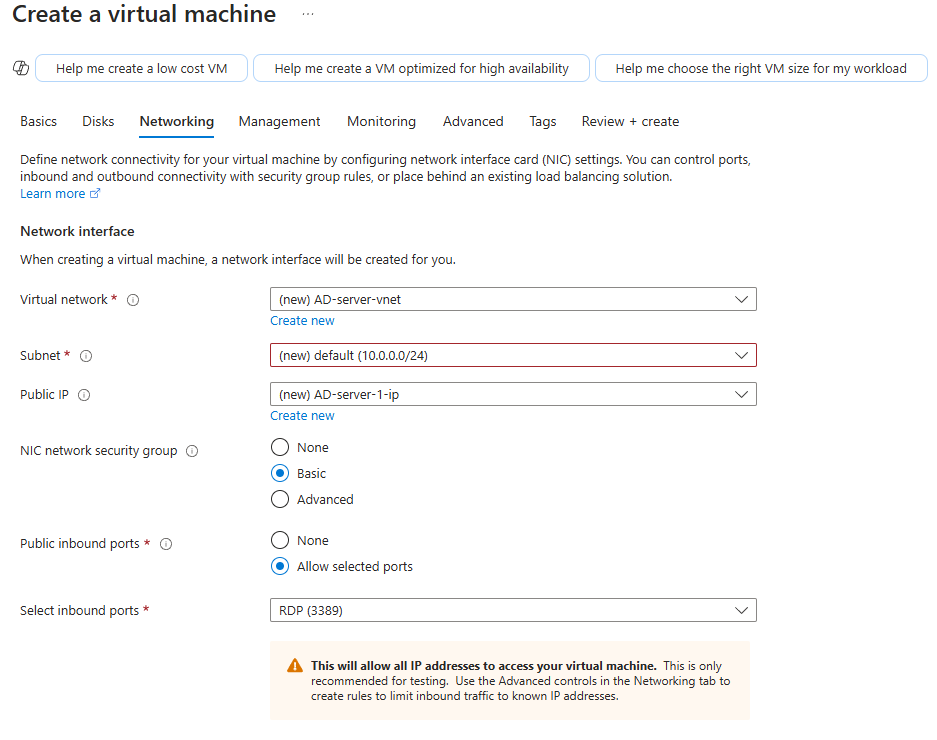 Create a virtual machine ...
Help me create a low cost VM
Help me create a VM optimized for high availability
Help me choose the right VM size for my workload
Basics Disks Networking Management Monitoring Advanced Tags Review + create
Define network connectivity for your virtual machine by configuring network interface card (NIC) settings. You can control ports,
inbound and outbound connectivity with security group rules, or place behind an existing load balancing solution.
Learn more
Network interface
When creating a virtual machine, a network interface will be created for you.
Virtual network *
(new) AD-server-vnet
Create new
Subnet *
(new) default (10.0.0.0/24)
Public IP
(new) AD-server-1-ip
Create new
NIC network security group
None
Basic
Advanced
Public inbound ports *
None
Allow selected ports
Select inbound ports *
RDP (3389)
This will allow all IP addresses to access your virtual machine. This is only
recommended for testing. Use the Advanced controls in the Networking tab to
create rules to limit inbound traffic to known IP addresses.